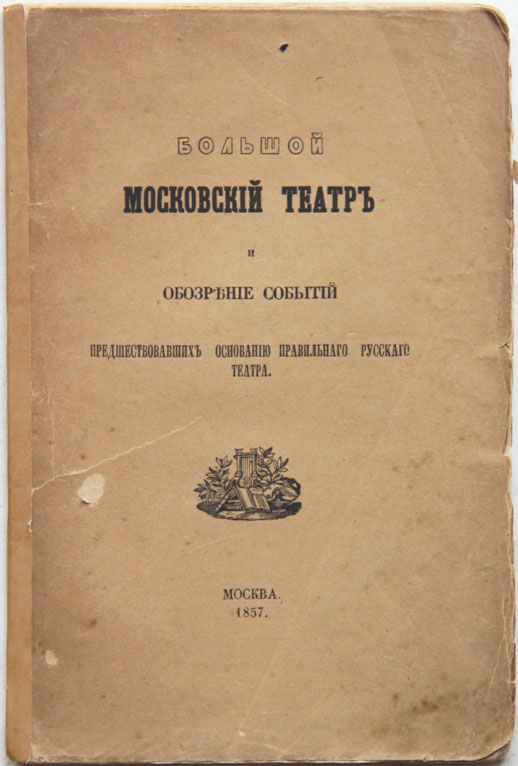 БОЛЬШОЙ
МОСКОВСКІЙ ТЕАТРЪ
и
ОБОЗРѢНІЕ СОБЫТІЙ
ПРЕДШЕСТВОВАВШИХЪ ОСНОВАНІЮ ПРАВИЛЬНАГО РУССКАГО
ТЕАТРА.
МОСКВА.
1857.